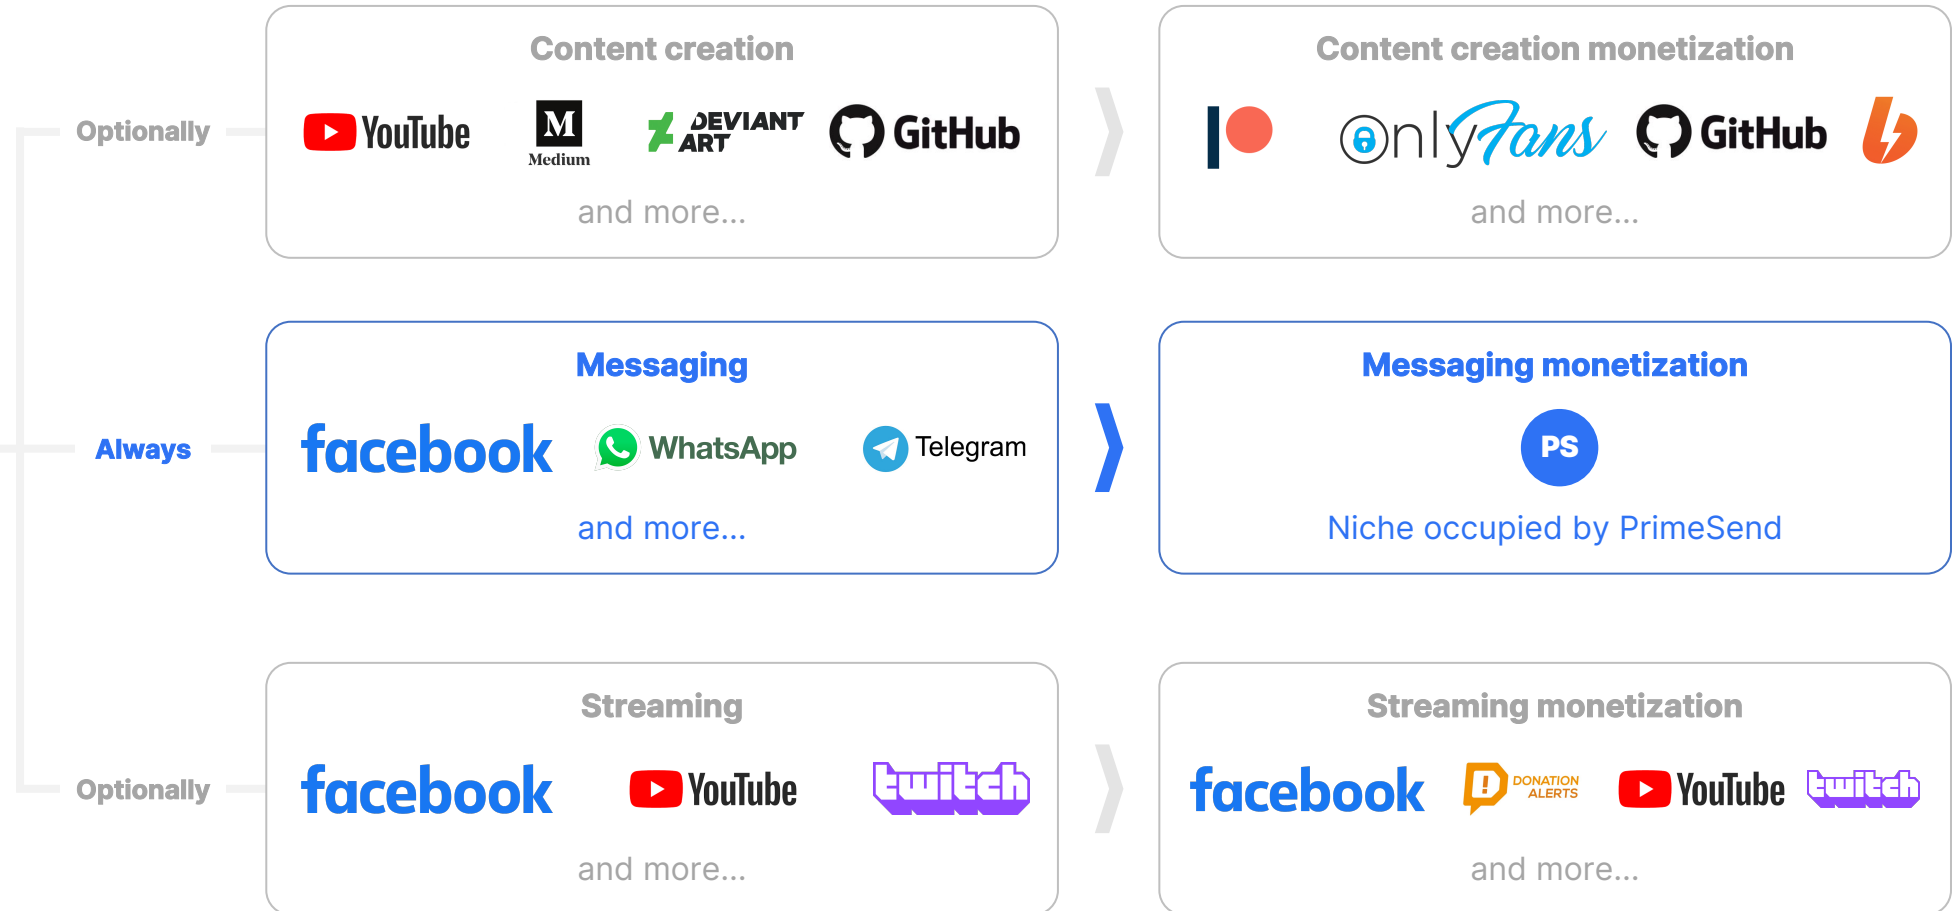 Content creation
Content creation monetization
Optionally
YouTube
M
Medium
DEVIANT
ART
GitHub
OnlyFans
GitHub
and more...
and more...
Messaging
Messaging monetization
Always
facebook
WhatsApp
Telegram
PS
and more...
Niche occupied by PrimeSend
Streaming
Streaming monetization
Optionally
facebook
YouTube
twitch
facebook
DONATION
ALERTS
YouTube
twitch
and more...
and more...